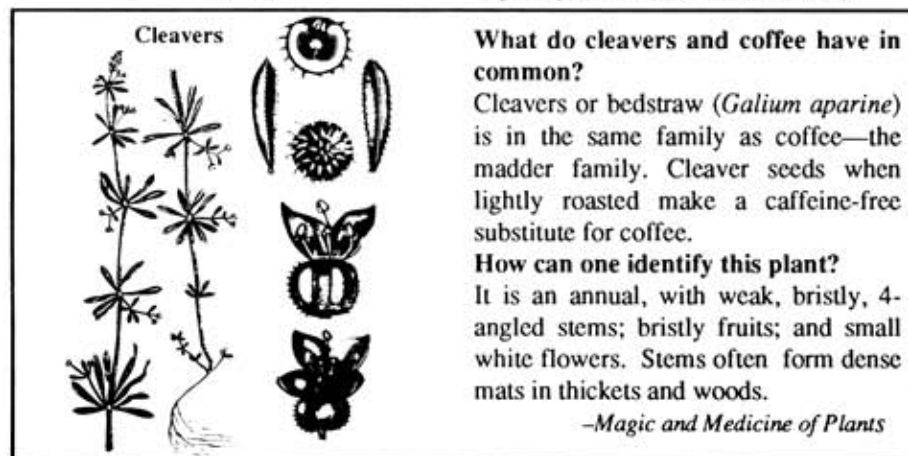 Cleavers
What do cleavers and coffee have in
common?
Cleavers or bedstraw (Galium aparine)
is in the same family as coffee—the
madder family. Cleaver seeds when
lightly roasted make a caffeine-free
substitute for coffee.
How can one identify this plant?
It is an annual, with weak, bristly, 4-
angled stems; bristly fruits; and small
white flowers. Stems often form dense
mats in thickets and woods.
–Magic and Medicine of Plants